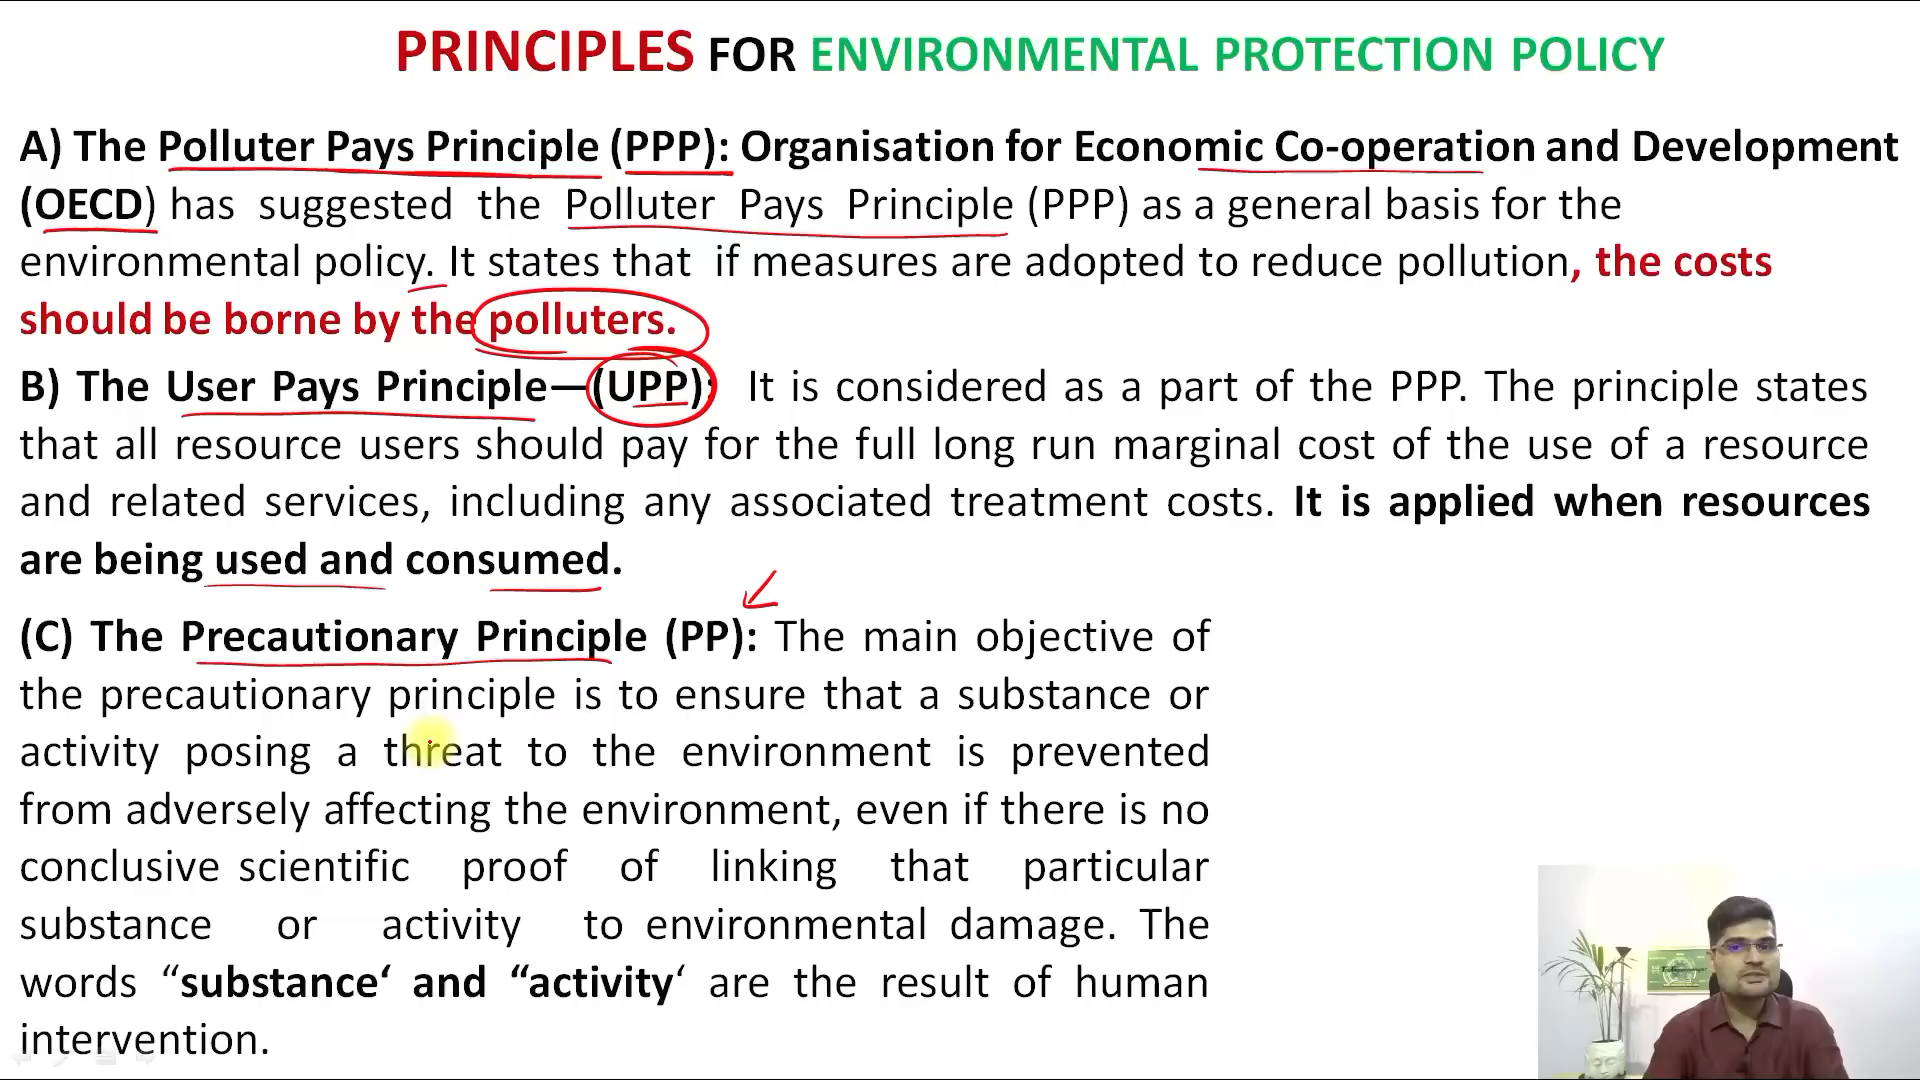 PRINCIPLES FOR ENVIRONMENTAL PROTECTION POLICY
A) The Polluter Pays Principle (PPP): Organisation for Economic Co-operation and Development
(OECD) has suggested the Polluter Pays Principle (PPP) as a general basis for the
environmental policy. It states that if measures are adopted to reduce pollution, the costs
should be borne by the polluters.
B) The User Pays Principle—(UPP): It is considered as a part of the PPP. The principle states
that all resource users should pay for the full long run marginal cost of the use of a resource
and related services, including any associated treatment costs. It is applied when resources
are being used and consumed.
(C) The Precautionary Principle (PP): The main objective of
the precautionary principle is to ensure that a substance or
activity posing a threat to the environment is prevented
from adversely affecting the environment, even if there is no
conclusive scientific proof of linking that particular
substance or activity to environmental damage. The
words “substance‘ and “activity‘ are the result of human
intervention.